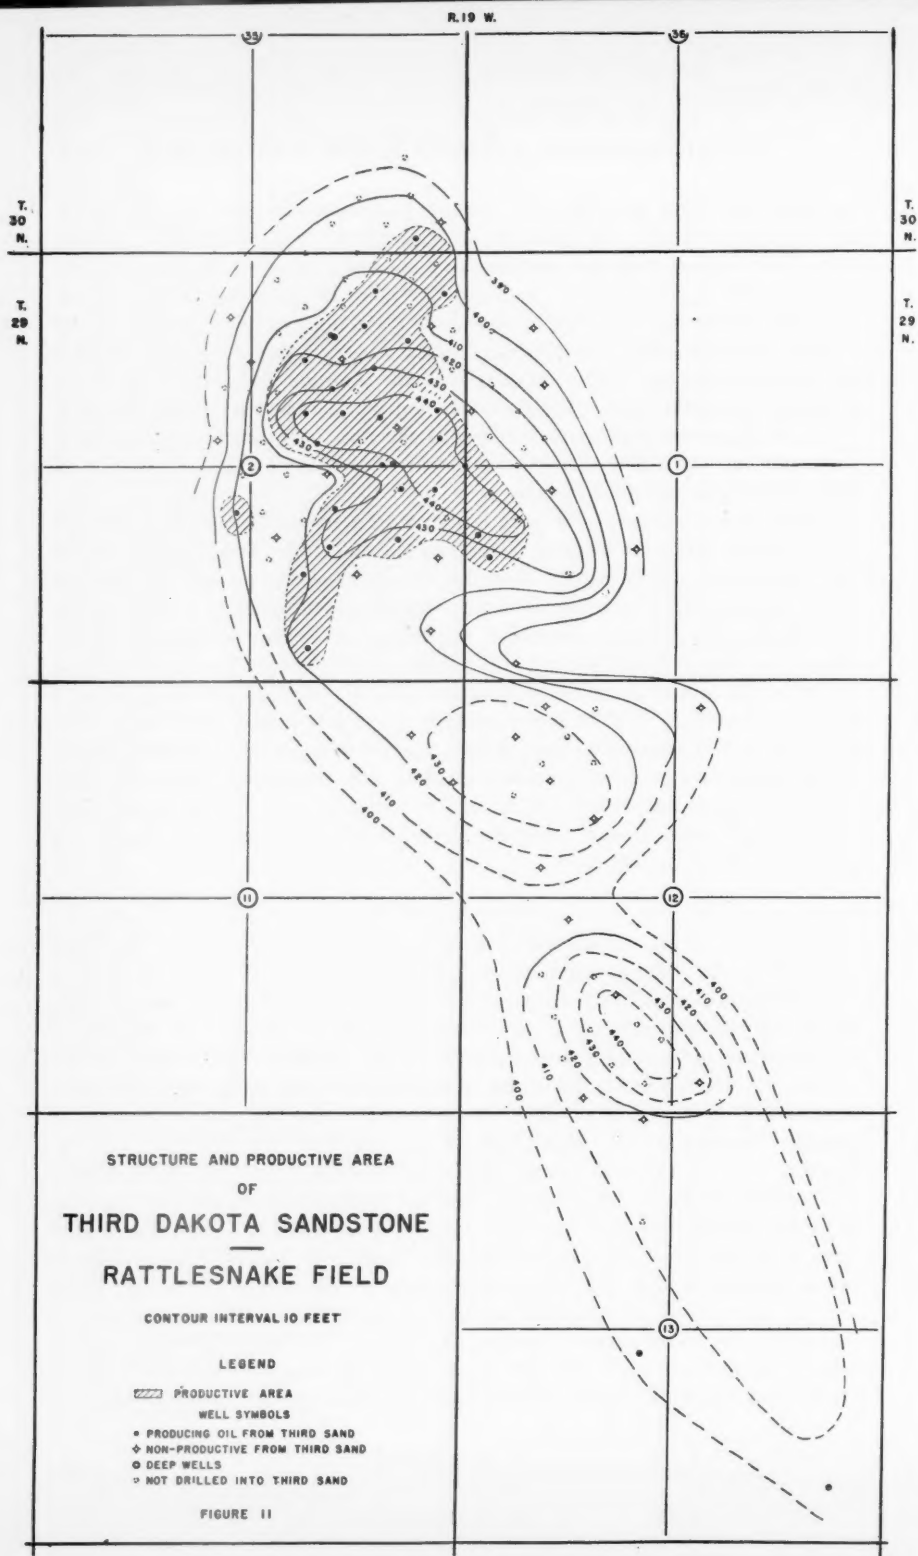 R. 19 W.
35
36
T.
30
N.
T.
30
N.
T.
29
N.
T.
29
N.
390
400
410
420
430
440
430
2
1
440
430
430
420
410
400
11
12
400
410
420
430
440
430
420
410
400
STRUCTURE AND PRODUCTIVE AREA
OF
THIRD DAKOTA SANDSTONE
RATTLESNAKE FIELD
CONTOUR INTERVAL 10 FEET
13
LEGEND
PRODUCTIVE AREA
WELL SYMBOLS
PRODUCING OIL FROM THIRD SAND
NON-PRODUCTIVE FROM THIRD SAND
DEEP WELLS
NOT DRILLED INTO THIRD SAND
FIGURE 11